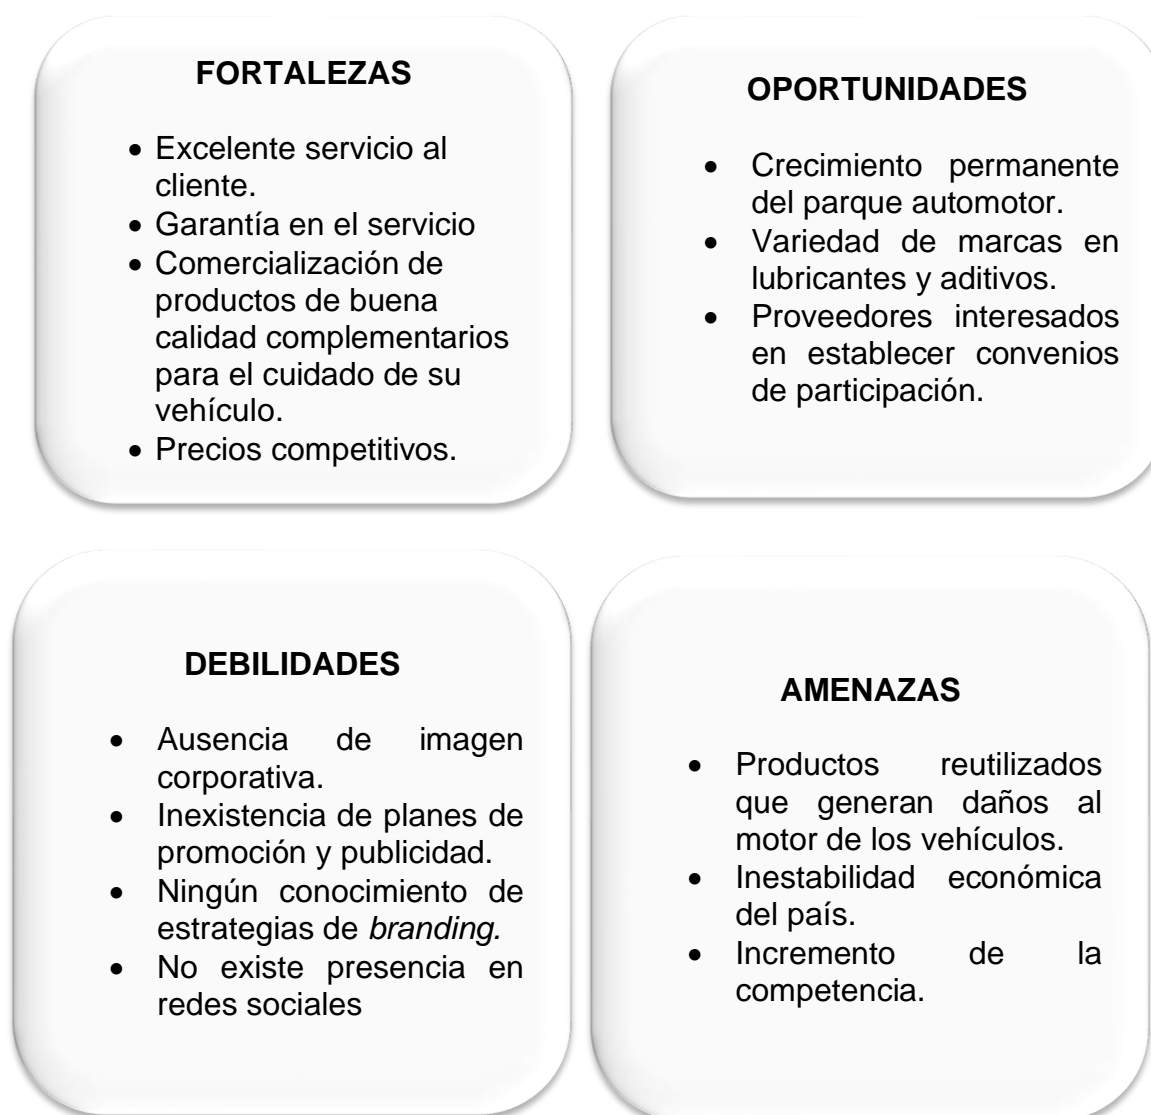 FORTALEZAS
• Excelente servicio al
cliente.
• Garantía en el servicio
• Comercialización de
productos de buena
calidad complementarios
para el cuidado de su
vehículo.
• Precios competitivos.
OPORTUNIDADES
• Crecimiento permanente
del parque automotor.
• Variedad de marcas en
lubricantes y aditivos.
• Proveedores interesados
en establecer convenios
de participación.
DEBILIDADES
• Ausencia de imagen
corporativa.
• Inexistencia de planes de
promoción y publicidad.
• Ningún conocimiento de
estrategias de branding.
• No existe presencia en
redes sociales
AMENAZAS
• Productos reutilizados
que generan daños al
motor de los vehículos.
• Inestabilidad económica
del país.
• Incremento de la
competencia.